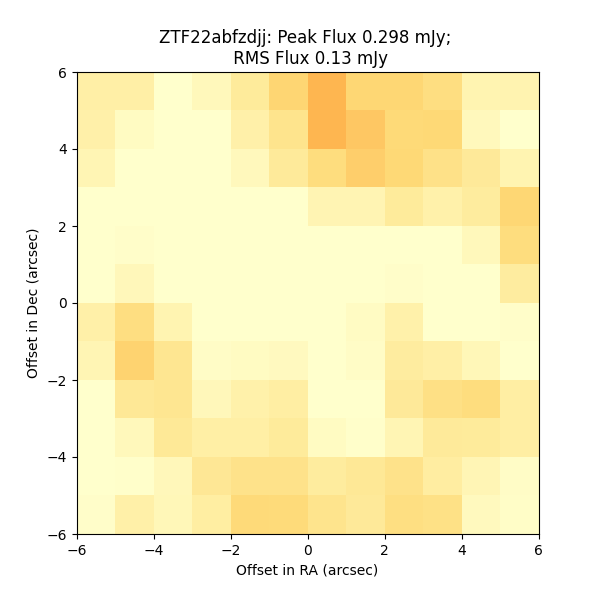 ZTF22abfzdjj: Peak Flux 0.298 mJy;
RMS Flux 0.13 mJy
6
4
2
0
−2
−4
−6
Offset in Dec (arcsec)
−6 −4 −2 0 2 4 6
Offset in RA (arcsec)